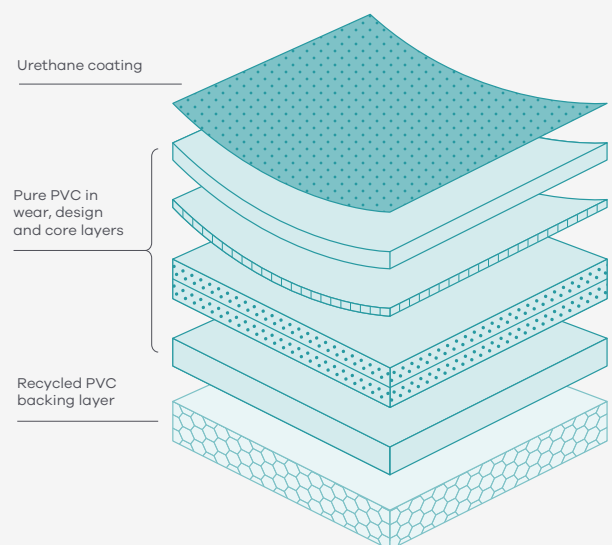 Urethane coating
Pure PVC in
wear, design
and core layers
Recycled PVC
backing layer